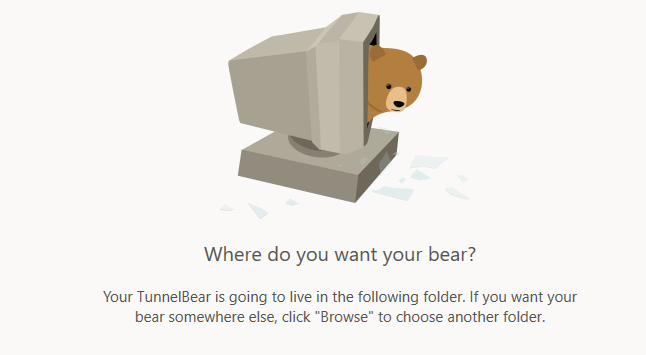 Where do you want your bear?
Your TunnelBear is going to live in the following folder. If you want your
bear somewhere else, click "Browse" to choose another folder.